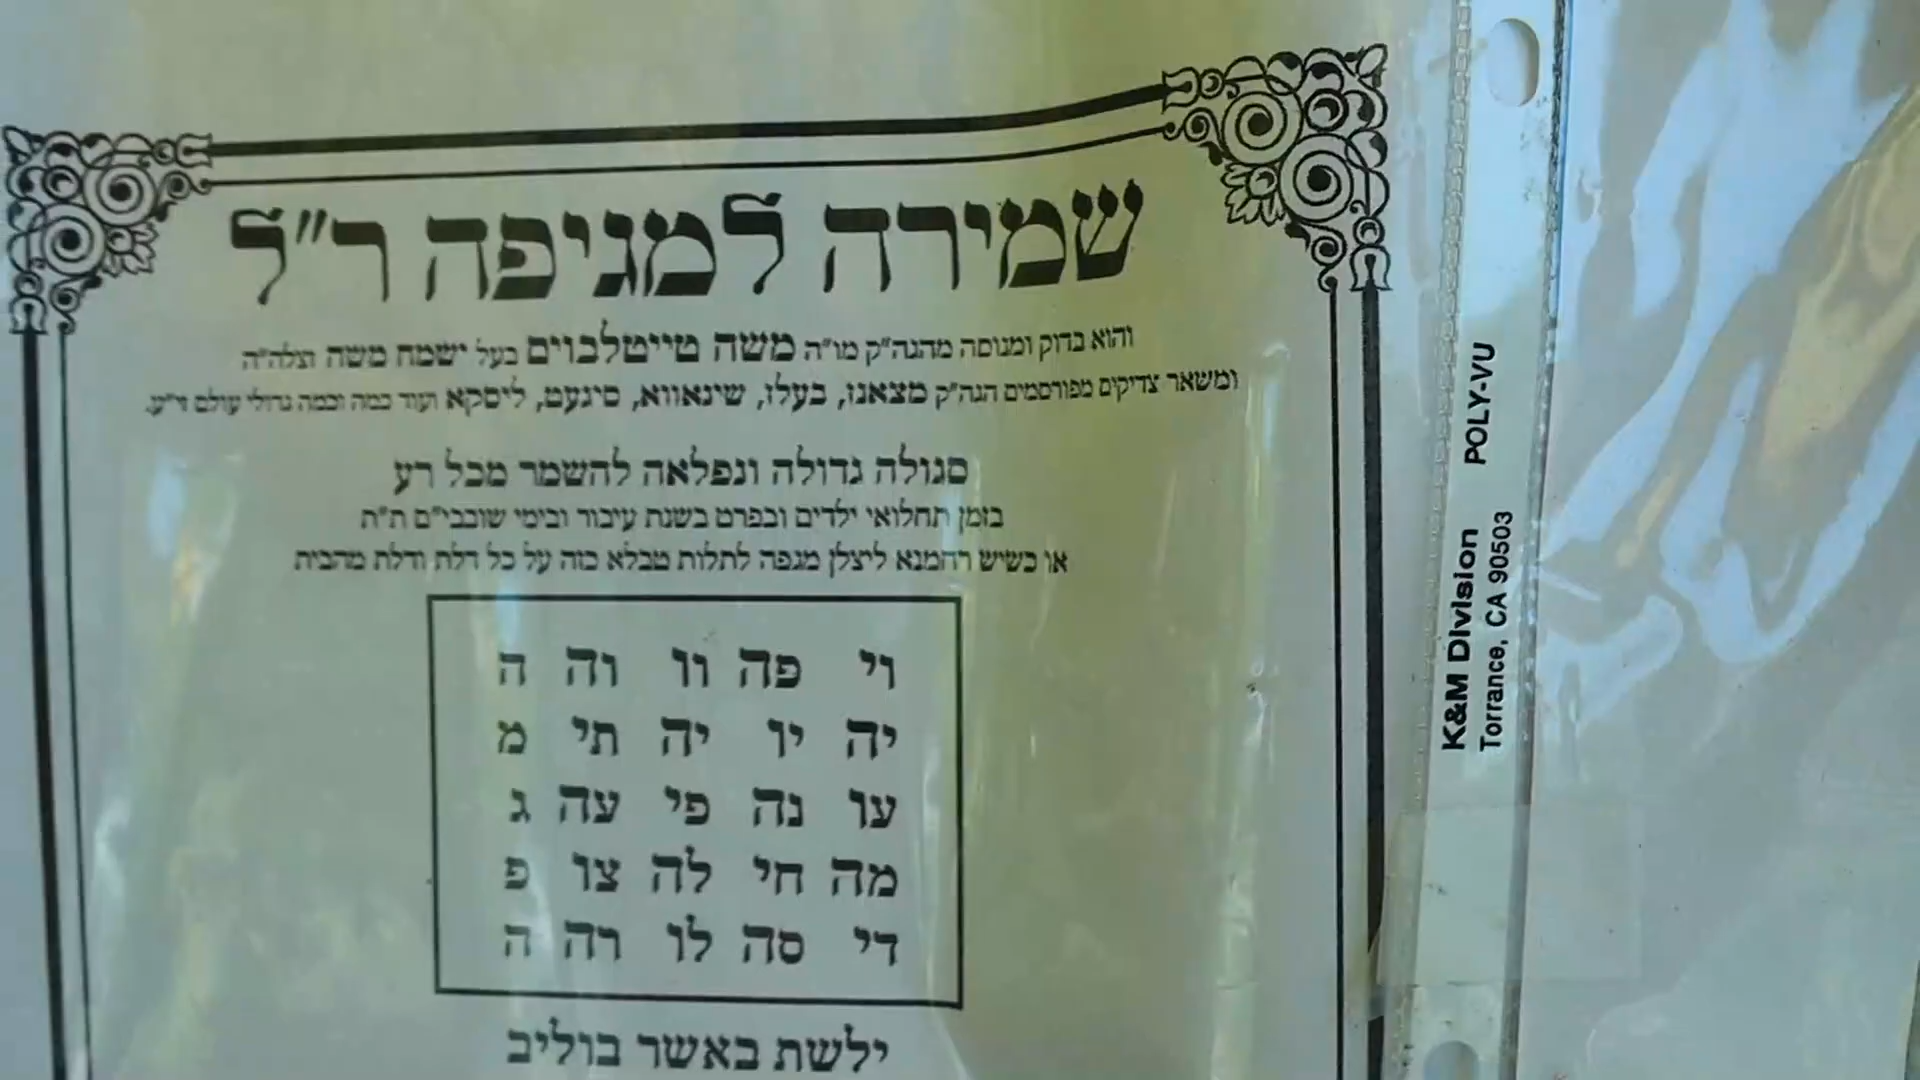 שמירה למגיפה ר"ל
והוא בדוק ומנוסה מהגה"ק מו"ה משה טייטלבוים בעל ישמח משה זצלה"ה
ומשאר צדיקים מפורסמים הגה"ק מצאנז, בעלז, שינאווא, סיגעט, ליסקא ועוד כמה וכמה גדולי עולם זי"ע.
סגולה גדולה ונפלאה להשמר מכל רע
בזמן תחלואי ילדים ובפרט בשנת עיבור ובימי שובבי"ם ת"ת
או כשיש רחמנא ליצלן מגפה לתלות טבלא כזה על כל דלת ודלת מהבית
וי פה וו וה ה
יה יו יה תי מ
עו נה פי עה ג
מה חי לה צו פ
די סה לו רה ה
ילשת באשר בוליב
K&M Division POLY-VU
Torrance, CA 90503